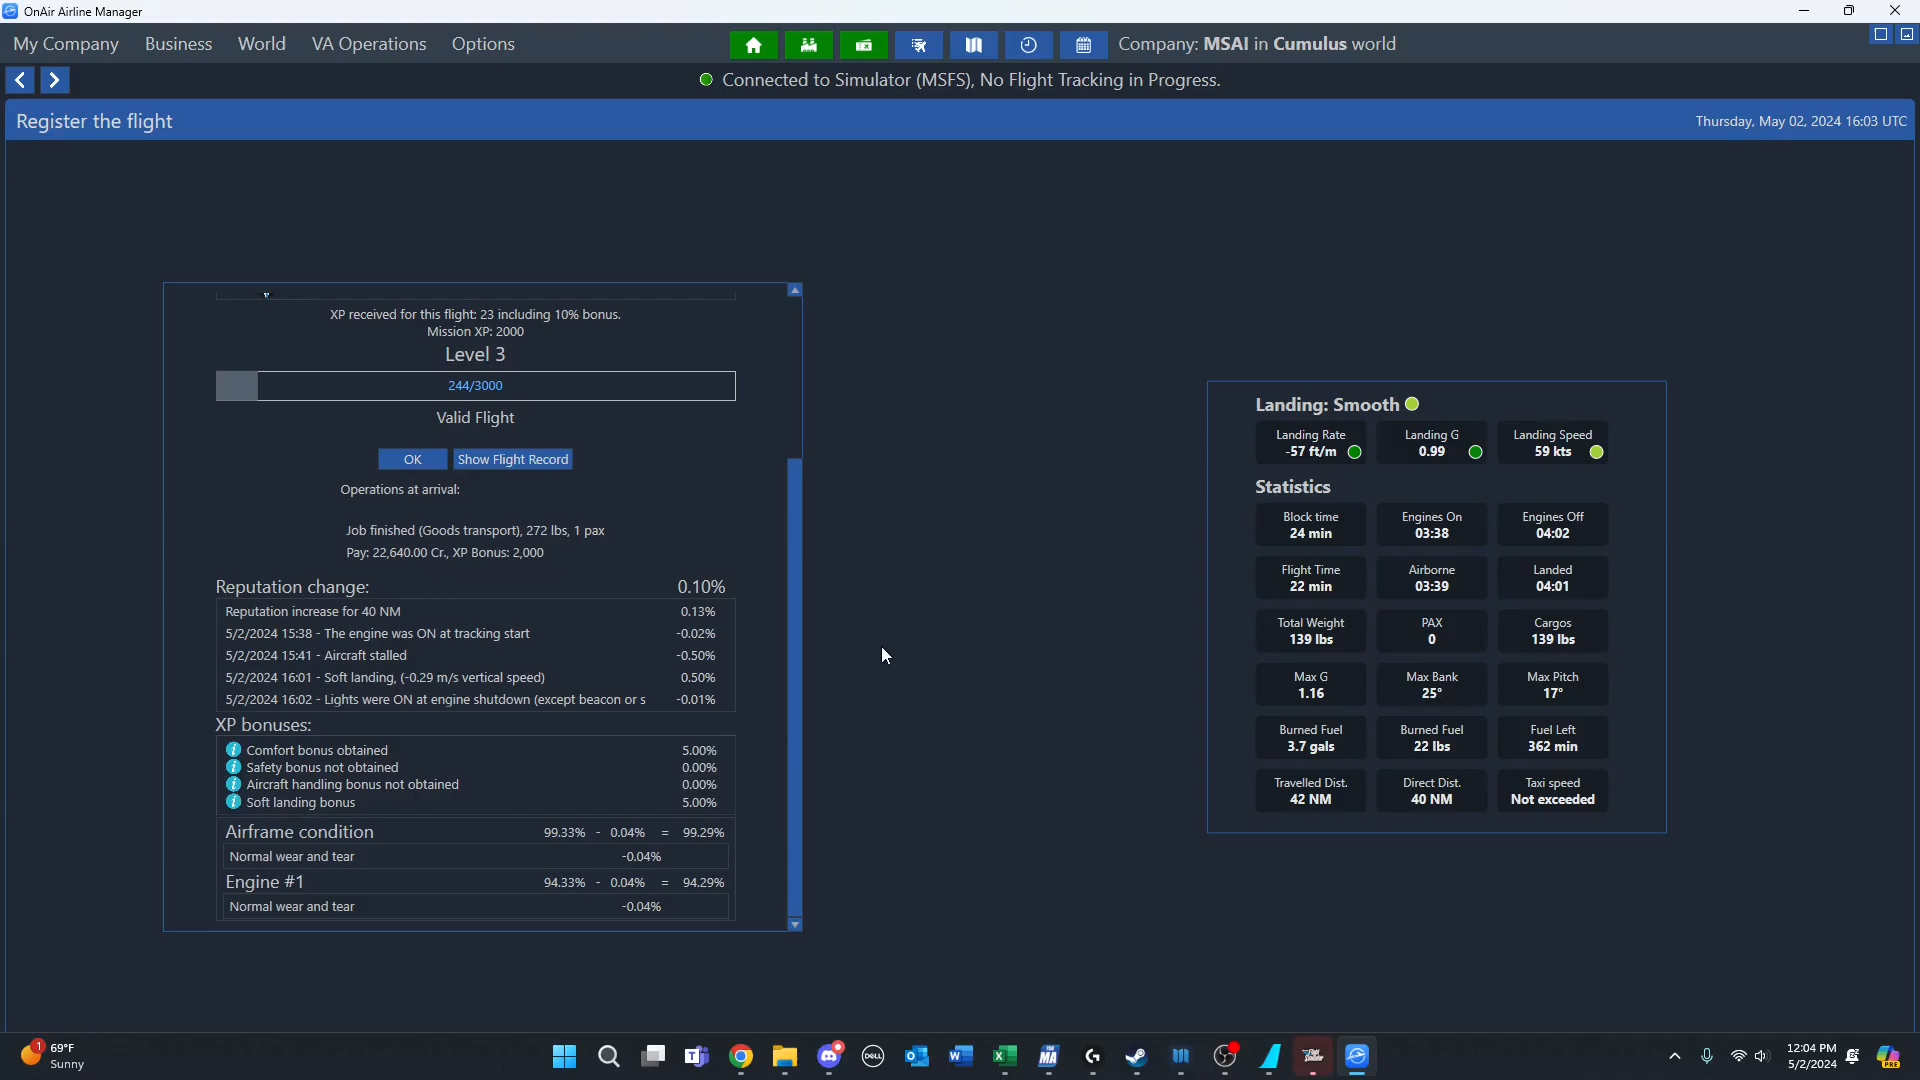 OnAir Airline Manager
My Company Business World VA Operations Options
Company: MSAI in Cumulus world
Connected to Simulator (MSFS), No Flight Tracking in Progress.
Register the flight
Thursday, May 02, 2024 16:03 UTC
XP received for this flight: 23 including 10% bonus.
Mission XP: 2000
Level 3
244/3000
Valid Flight
OK Show Flight Record
Operations at arrival:
Job finished (Goods transport), 272 lbs, 1 pax
Pay: 22,640.00 Cr., XP Bonus: 2,000
Reputation change: 0.10%
Reputation increase for 40 NM 0.13%
5/2/2024 15:38 - The engine was ON at tracking start -0.02%
5/2/2024 15:41 - Aircraft stalled -0.50%
5/2/2024 16:01 - Soft landing, (-0.29 m/s vertical speed) 0.50%
5/2/2024 16:02 - Lights were ON at engine shutdown (except beacon or s -0.01%
XP bonuses:
Comfort bonus obtained 5.00%
Safety bonus not obtained 0.00%
Aircraft handling bonus not obtained 0.00%
Soft landing bonus 5.00%
Airframe condition 99.33% - 0.04% = 99.29%
Normal wear and tear -0.04%
Engine #1 94.33% - 0.04% = 94.29%
Normal wear and tear -0.04%
Landing: Smooth
Landing Rate Landing G Landing Speed
-57 ft/m 0.99 59 kts
Statistics
Block time Engines On Engines Off
24 min 03:38 04:02
Flight Time Airborne Landed
22 min 03:39 04:01
Total Weight PAX Cargos
139 lbs 0 139 lbs
Max G Max Bank Max Pitch
1.16 25° 17°
Burned Fuel Burned Fuel Fuel Left
3.7 gals 22 lbs 362 min
Travelled Dist. Direct Dist. Taxi speed
42 NM 40 NM Not exceeded
1
69°F
Sunny
DELL
MA
PRE
12:04 PM
5/2/2024